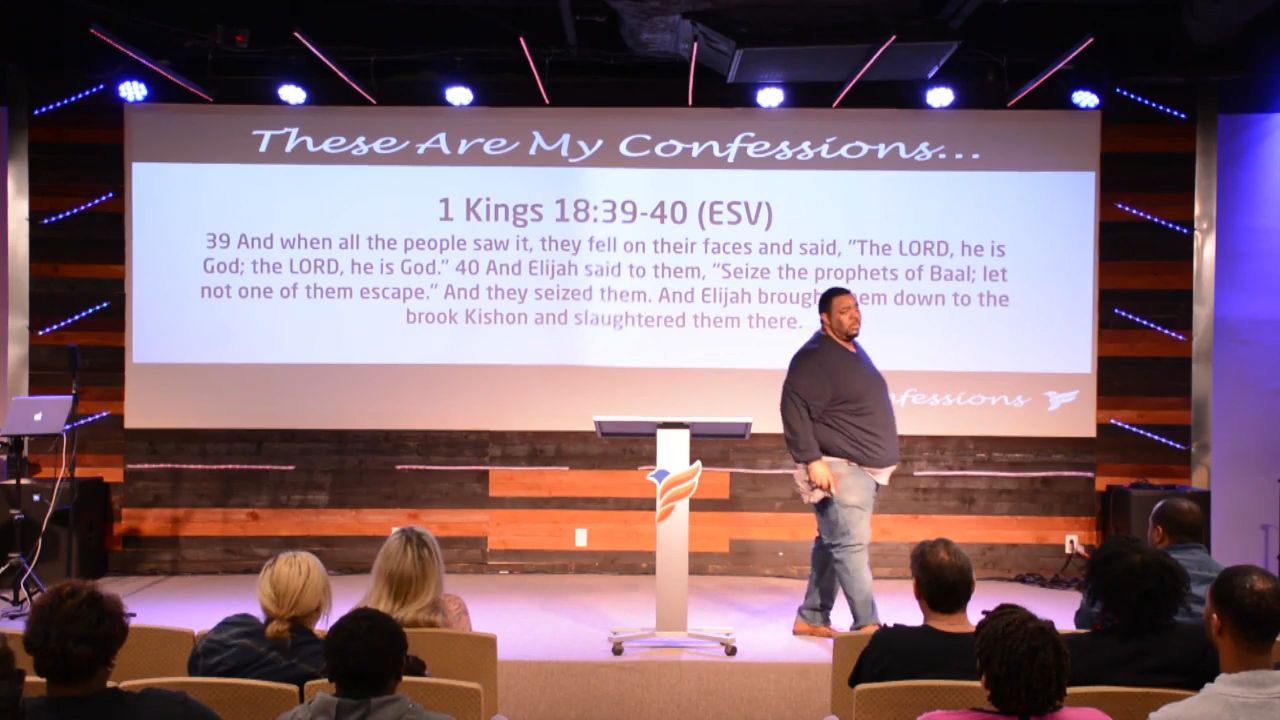 These Are My Confessions...
1 Kings 18:39-40 (ESV)
39 And when all the people saw it, they fell on their faces and said, "The LORD, he is
God; the LORD, he is God." 40 And Elijah said to them, "Seize the prophets of Baal; let
not one of them escape." And they seized them. And Elijah brough em down to the
brook Kishon and slaughtered them there.
nfessions